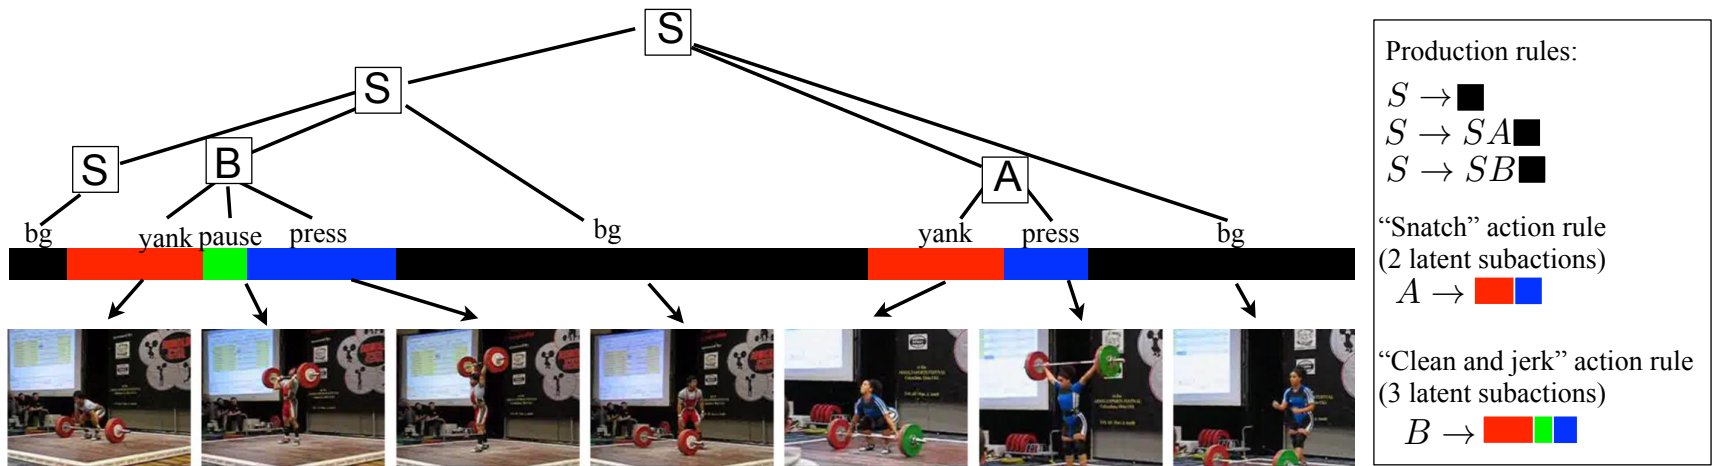 S
S
S
B
A
bg
yank
pause
press
bg
yank
press
bg
Production rules:
S →
S → SA
S → SB
“Snatch” action rule
(2 latent subactions)
A →
“Clean and jerk” action rule
(3 latent subactions)
B →